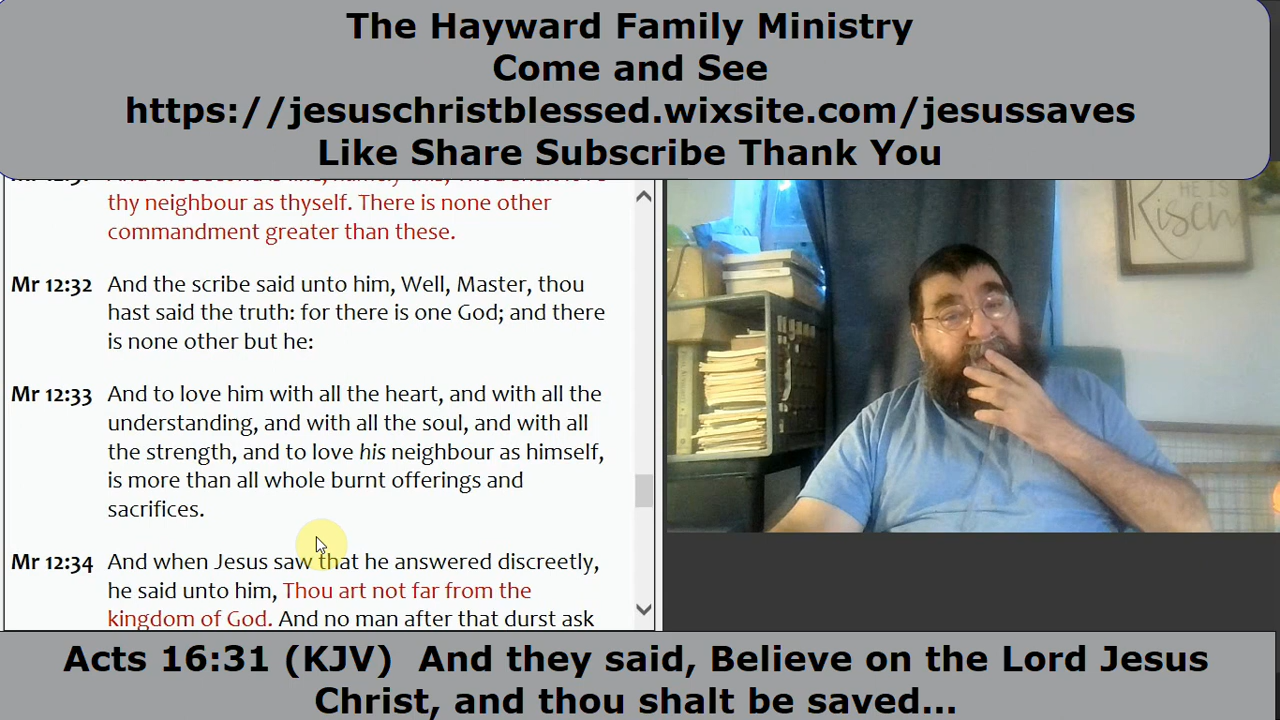 The Hayward Family Ministry
Come and See
https://jesuschristblessed.wixsite.com/jesussaves
Like Share Subscribe Thank You
thy neighbour as thyself. There is none other
commandment greater than these.
Mr 12:32 And the scribe said unto him, Well, Master, thou
hast said the truth: for there is one God; and there
is none other but he:
Mr 12:33 And to love him with all the heart, and with all the
understanding, and with all the soul, and with all
the strength, and to love his neighbour as himself,
is more than all whole burnt offerings and
sacrifices.
Mr 12:34 And when Jesus saw that he answered discreetly,
he said unto him, Thou art not far from the
kingdom of God. And no man after that durst ask
HE IS
Risen
Acts 16:31 (KJV) And they said, Believe on the Lord Jesus
Christ, and thou shalt be saved...